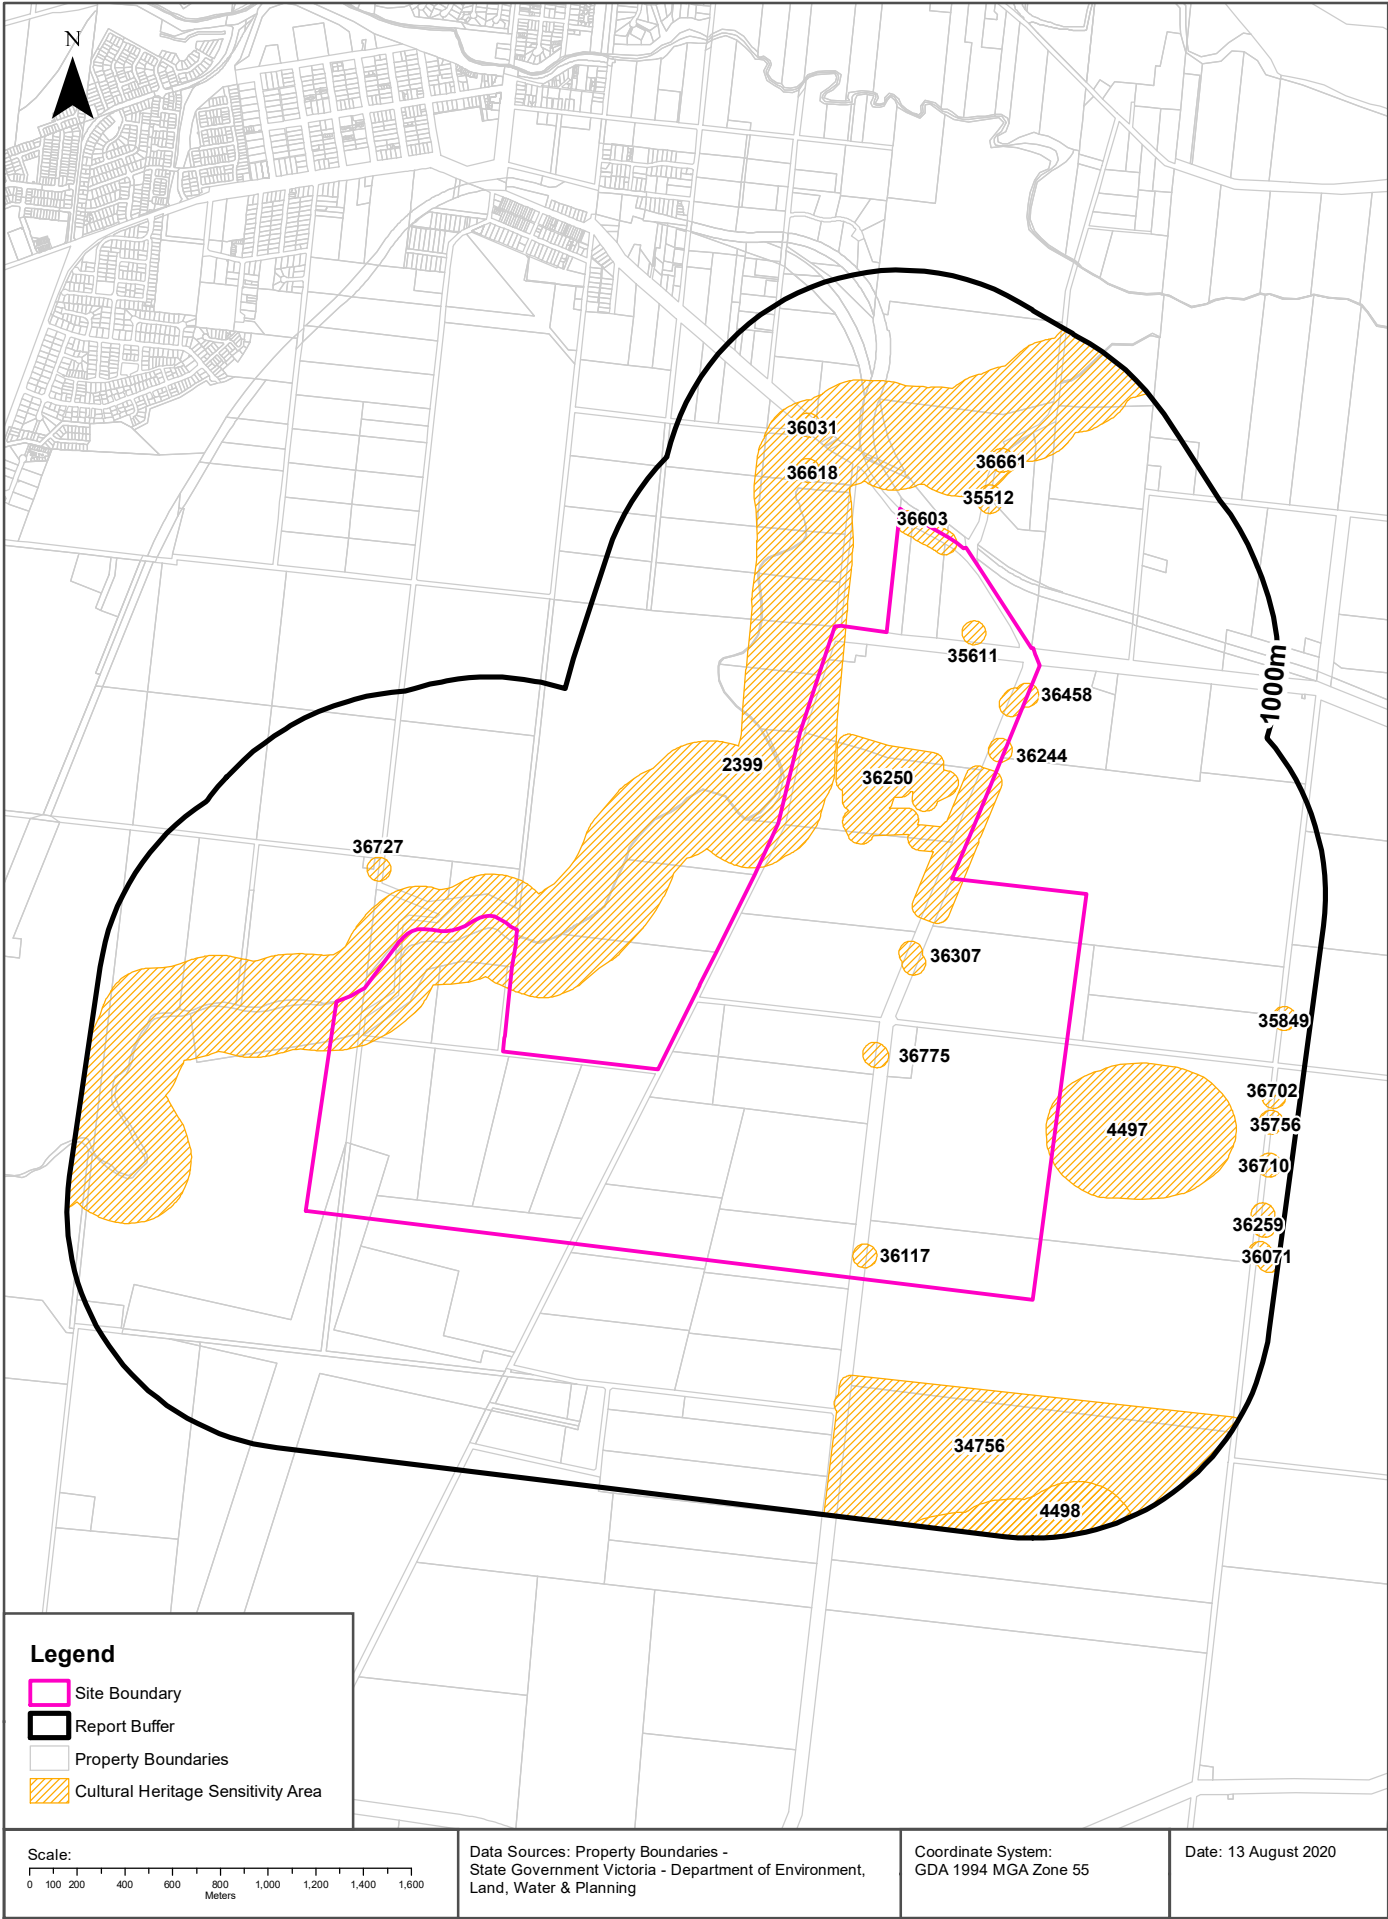 N
36031
36618
36661
35512
36603
35611
36458
1000m
36244
2399
36250
36727
36307
35849
36775
36702
35756
4497
36710
36259
36071
36117
34756
4498
Legend
Site Boundary
Report Buffer
Property Boundaries
Cultural Heritage Sensitivity Area
Scale:
0 100 200 400 600 800 1,000 1,200 1,400 1,600
Meters
Data Sources: Property Boundaries -
State Government Victoria - Department of Environment,
Land, Water & Planning
Coordinate System:
GDA 1994 MGA Zone 55
Date: 13 August 2020